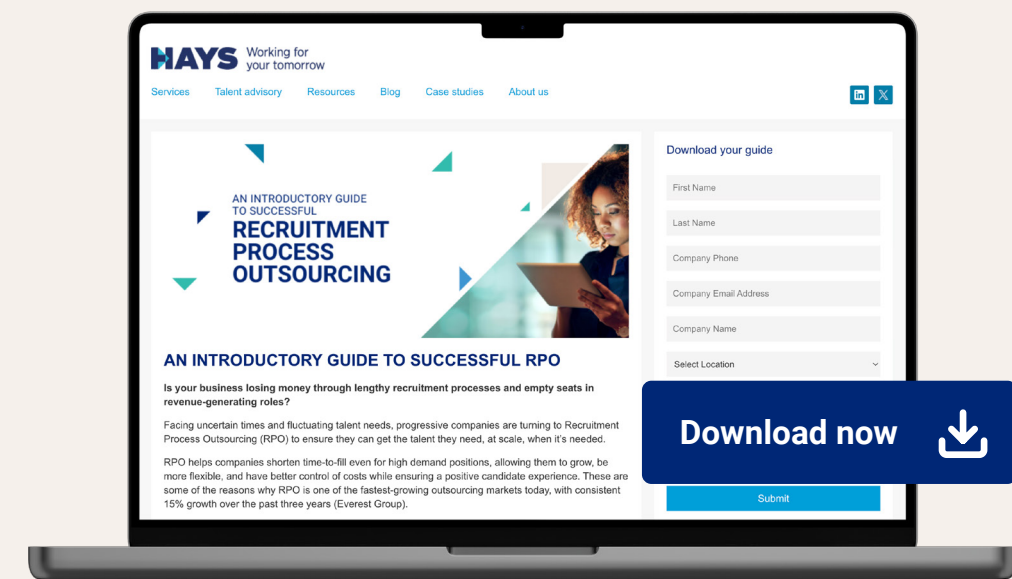 HAYS
Working for
your tomorrow
Services
Talent advisory
Resources
Blog
Case studies
About us
in
X
AN INTRODUCTORY GUIDE
TO SUCCESSFUL
RECRUITMENT
PROCESS
OUTSOURCING
AN INTRODUCTORY GUIDE TO SUCCESSFUL RPO
Is your business losing money through lengthy recruitment processes and empty seats in
revenue-generating roles?
Facing uncertain times and fluctuating talent needs, progressive companies are turning to Recruitment
Process Outsourcing (RPO) to ensure they can get the talent they need, at scale, when it's needed.
RPO helps companies shorten time-to-fill even for high demand positions, allowing them to grow, be
more flexible, and have better control of costs while ensuring a positive candidate experience. These are
some of the reasons why RPO is one of the fastest-growing outsourcing markets today, with consistent
15% growth over the past three years (Everest Group).
Download your guide
First Name
Last Name
Company Phone
Company Email Address
Company Name
Select Location
Download now
Submit